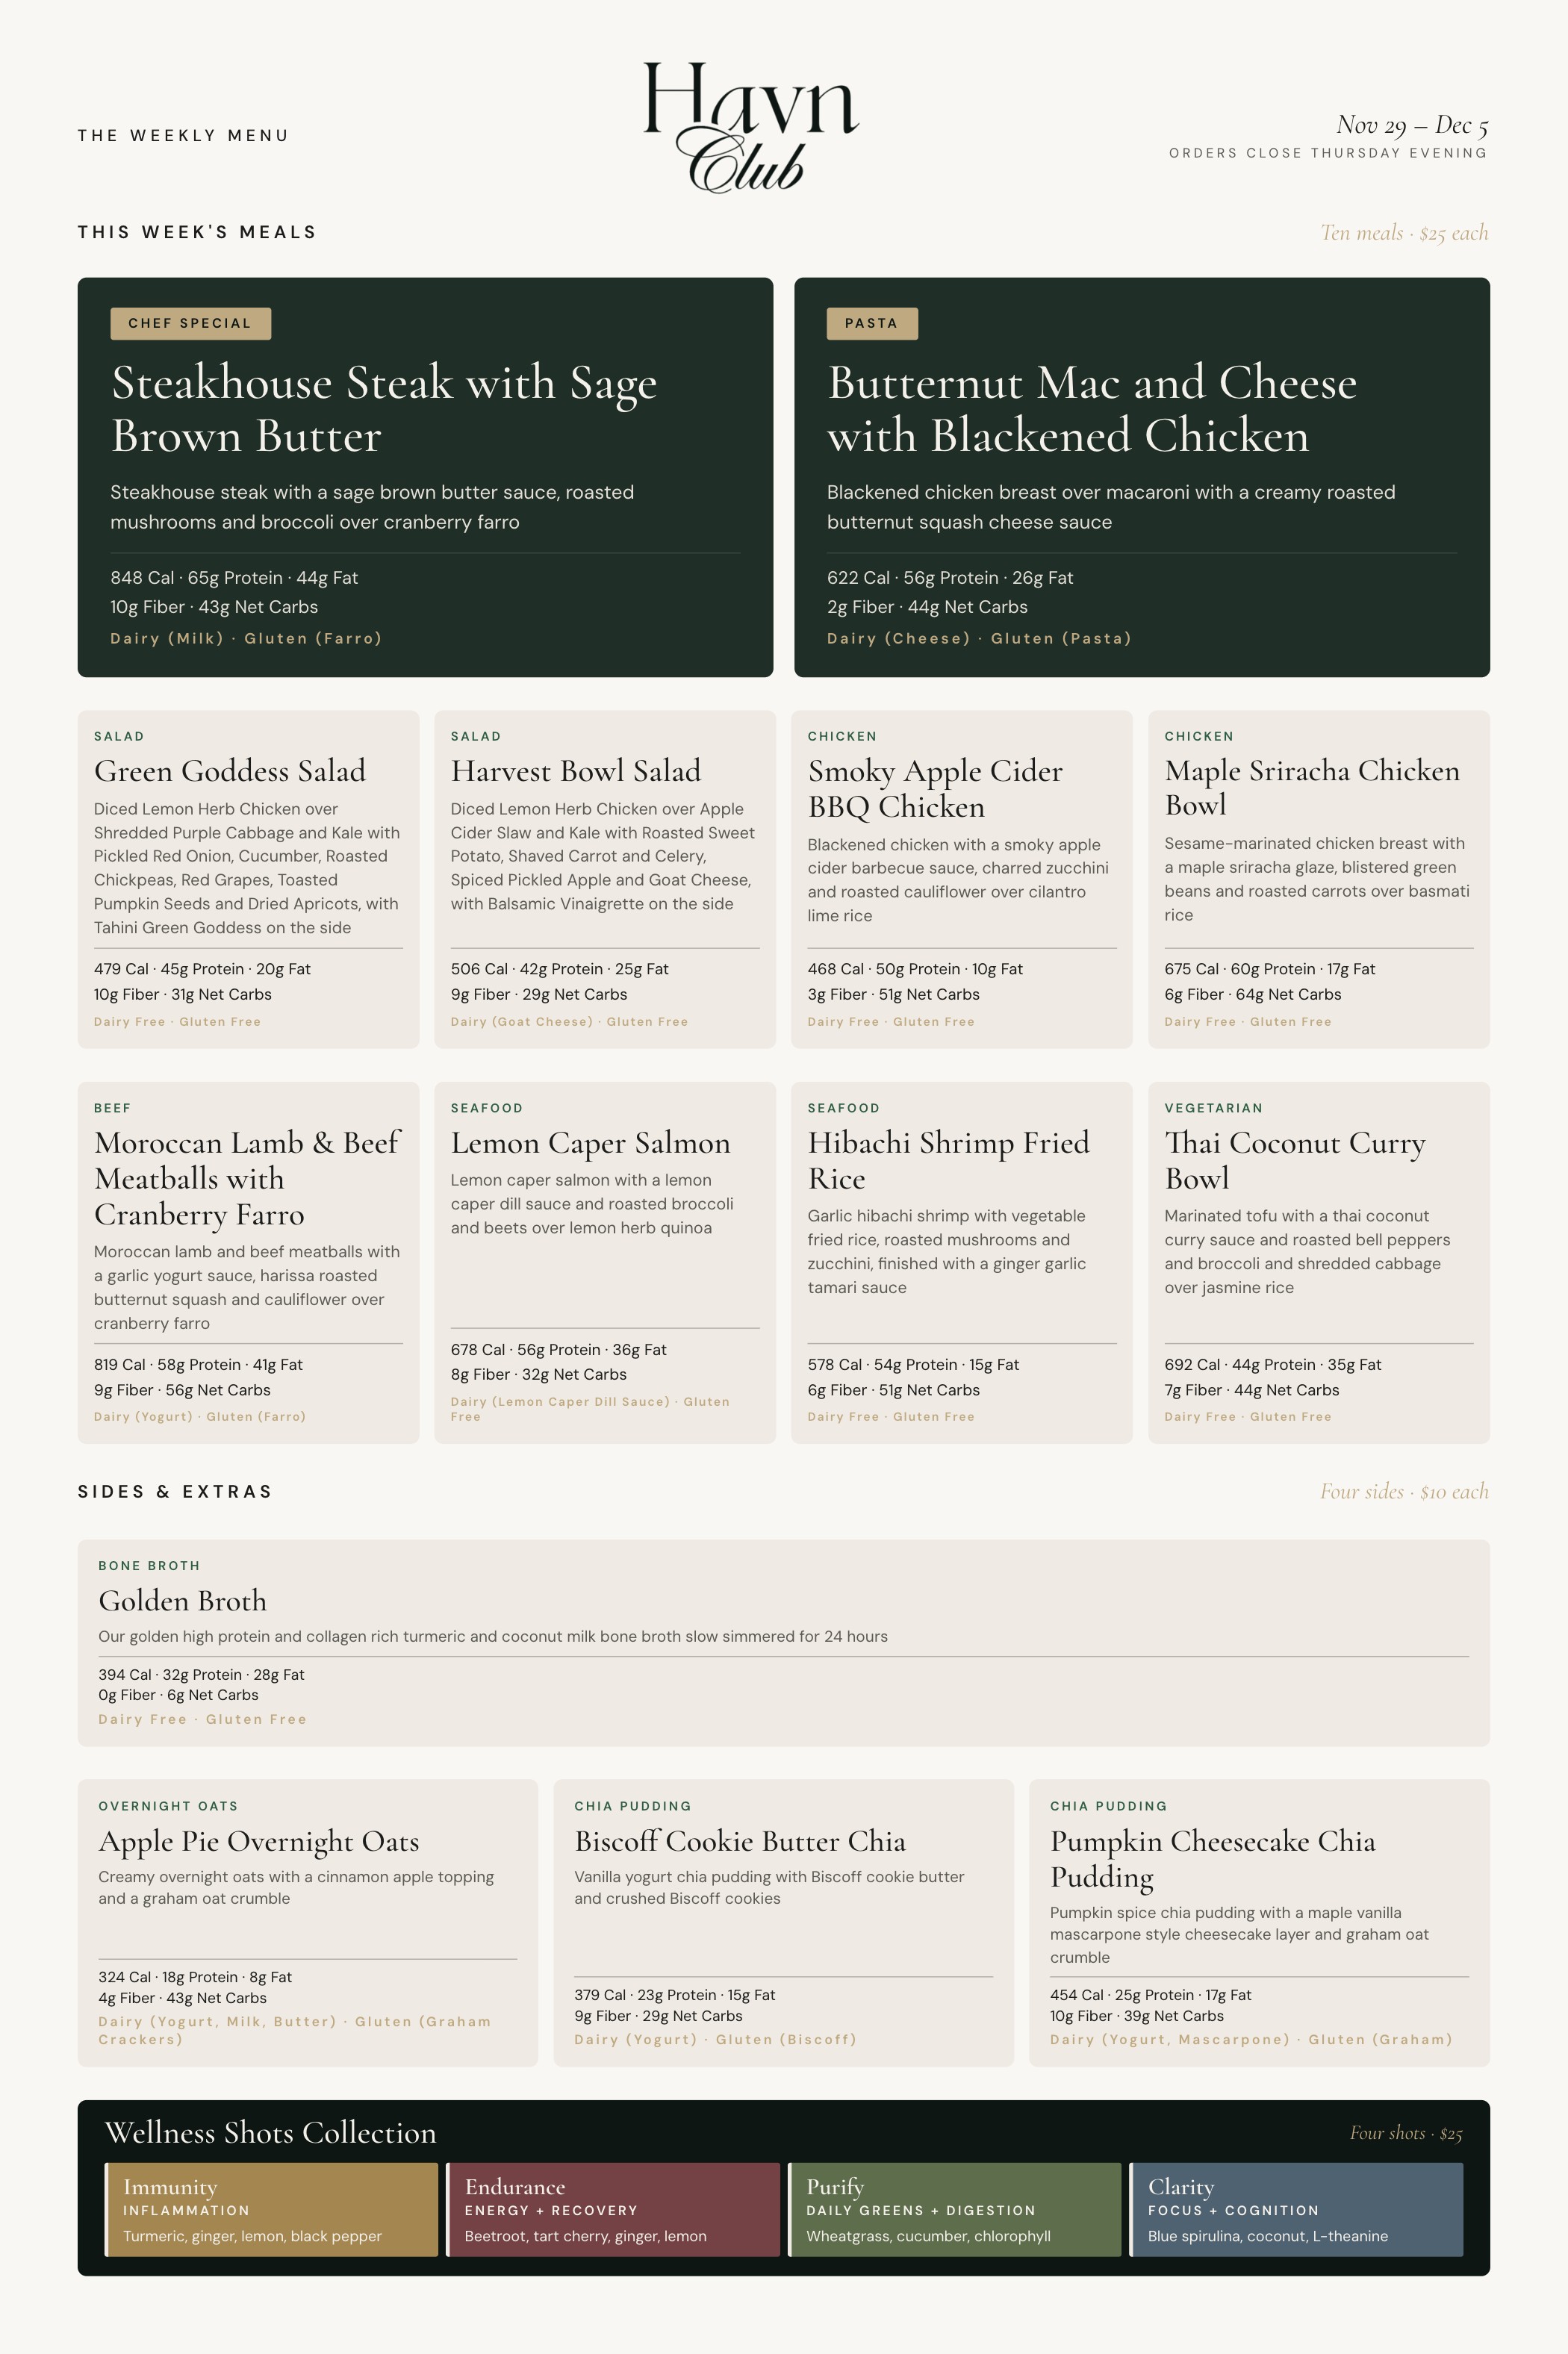 THE WEEKLY MENU
Havn
Club
Nov 29 – Dec 5
ORDERS CLOSE THURSDAY EVENING
THIS WEEK'S MEALS
Ten meals · $25 each
CHEF SPECIAL
Steakhouse Steak with Sage
Brown Butter
Steakhouse steak with a sage brown butter sauce, roasted
mushrooms and broccoli over cranberry farro
848 Cal · 65g Protein · 44g Fat
10g Fiber · 43g Net Carbs
Dairy (Milk) · Gluten (Farro)
PASTA
Butternut Mac and Cheese
with Blackened Chicken
Blackened chicken breast over macaroni with a creamy roasted
butternut squash cheese sauce
622 Cal · 56g Protein · 26g Fat
2g Fiber · 44g Net Carbs
Dairy (Cheese) · Gluten (Pasta)
SALAD
Green Goddess Salad
Diced Lemon Herb Chicken over
Shredded Purple Cabbage and Kale with
Pickled Red Onion, Cucumber, Roasted
Chickpeas, Red Grapes, Toasted
Pumpkin Seeds and Dried Apricots, with
Tahini Green Goddess on the side
479 Cal · 45g Protein · 20g Fat
10g Fiber · 31g Net Carbs
Dairy Free · Gluten Free
SALAD
Harvest Bowl Salad
Diced Lemon Herb Chicken over Apple
Cider Slaw and Kale with Roasted Sweet
Potato, Shaved Carrot and Celery,
Spiced Pickled Apple and Goat Cheese,
with Balsamic Vinaigrette on the side
506 Cal · 42g Protein · 25g Fat
9g Fiber · 29g Net Carbs
Dairy (Goat Cheese) · Gluten Free
CHICKEN
Smoky Apple Cider
BBQ Chicken
Blackened chicken with a smoky apple
cider barbecue sauce, charred zucchini
and roasted cauliflower over cilantro
lime rice
468 Cal · 50g Protein · 10g Fat
3g Fiber · 51g Net Carbs
Dairy Free · Gluten Free
CHICKEN
Maple Sriracha Chicken
Bowl
Sesame-marinated chicken breast with
a maple sriracha glaze, blistered green
beans and roasted carrots over basmati
rice
675 Cal · 60g Protein · 17g Fat
6g Fiber · 64g Net Carbs
Dairy Free · Gluten Free
BEEF
Moroccan Lamb & Beef
Meatballs with
Cranberry Farro
Moroccan lamb and beef meatballs with
a garlic yogurt sauce, harissa roasted
butternut squash and cauliflower over
cranberry farro
819 Cal · 58g Protein · 41g Fat
9g Fiber · 56g Net Carbs
Dairy (Yogurt) · Gluten (Farro)
SEAFOOD
Lemon Caper Salmon
Lemon caper salmon with a lemon
caper dill sauce and roasted broccoli
and beets over lemon herb quinoa
678 Cal · 56g Protein · 36g Fat
8g Fiber · 32g Net Carbs
Dairy (Lemon Caper Dill Sauce) · Gluten
Free
SEAFOOD
Hibachi Shrimp Fried
Rice
Garlic hibachi shrimp with vegetable
fried rice, roasted mushrooms and
zucchini, finished with a ginger garlic
tamari sauce
578 Cal · 54g Protein · 15g Fat
6g Fiber · 51g Net Carbs
Dairy Free · Gluten Free
VEGETARIAN
Thai Coconut Curry
Bowl
Marinated tofu with a thai coconut
curry sauce and roasted bell peppers
and broccoli and shredded cabbage
over jasmine rice
692 Cal · 44g Protein · 35g Fat
7g Fiber · 44g Net Carbs
Dairy Free · Gluten Free
SIDES & EXTRAS
Four sides · $10 each
BONE BROTH
Golden Broth
Our golden high protein and collagen rich turmeric and coconut milk bone broth slow simmered for 24 hours
394 Cal · 32g Protein · 28g Fat
0g Fiber · 6g Net Carbs
Dairy Free · Gluten Free
OVERNIGHT OATS
Apple Pie Overnight Oats
Creamy overnight oats with a cinnamon apple topping
and a graham oat crumble
324 Cal · 18g Protein · 8g Fat
4g Fiber · 43g Net Carbs
Dairy (Yogurt, Milk, Butter) · Gluten (Graham
Crackers)
CHIA PUDDING
Biscoff Cookie Butter Chia
Vanilla yogurt chia pudding with Biscoff cookie butter
and crushed Biscoff cookies
379 Cal · 23g Protein · 15g Fat
9g Fiber · 29g Net Carbs
Dairy (Yogurt) · Gluten (Biscoff)
CHIA PUDDING
Pumpkin Cheesecake Chia
Pudding
Pumpkin spice chia pudding with a maple vanilla
mascarpone style cheesecake layer and graham oat
crumble
454 Cal · 25g Protein · 17g Fat
10g Fiber · 39g Net Carbs
Dairy (Yogurt, Mascarpone) · Gluten (Graham)
Wellness Shots Collection
Four shots · $25
Immunity
INFLAMMATION
Turmeric, ginger, lemon, black pepper
Endurance
ENERGY + RECOVERY
Beetroot, tart cherry, ginger, lemon
Purify
DAILY GREENS + DIGESTION
Wheatgrass, cucumber, chlorophyll
Clarity
FOCUS + COGNITION
Blue spirulina, coconut, L-theanine